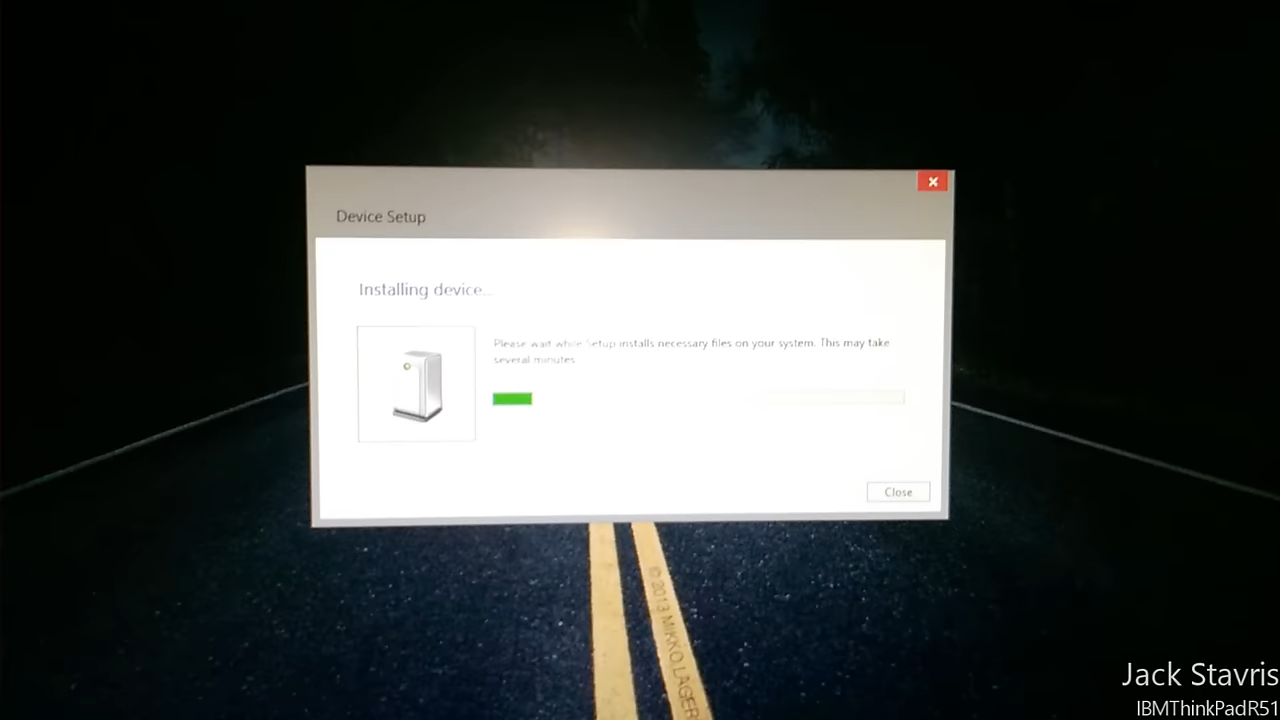 Device Setup
Installing device...
Please wait while Setup installs necessary files on your system. This may take
several minutes.
Close
© 2013 MIKKO LAGER
Jack Stavris
IBMThinkPadR51